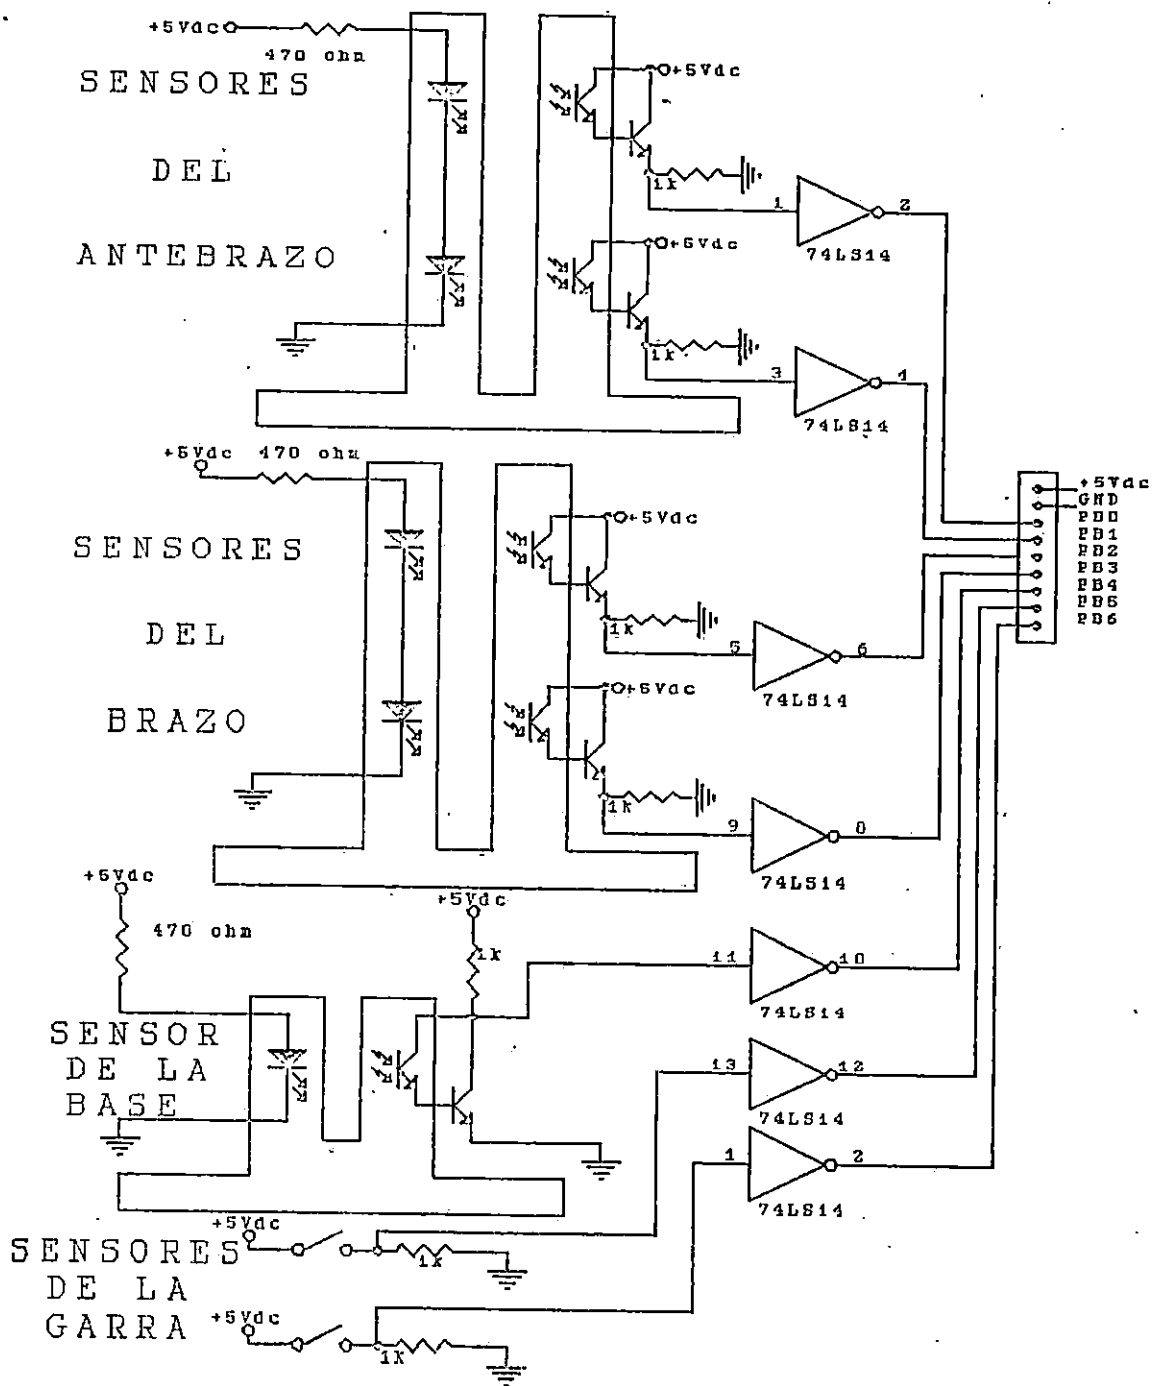 +5Vdc
470 ohm
SENSORES
DEL
ANTEBRAZO
+5Vdc
1k
1
2
74LS14
+5Vdc
1k
3
4
74LS14
+5Vdc
470 ohm
SENSORES
DEL
BRAZO
+5Vdc
1k
5
6
74LS14
+5Vdc
1k
9
8
74LS14
+5Vdc
GND
PB0
PB1
PB2
PB3
PB4
PB5
PB6
+5Vdc
470 ohm
SENSOR
DE LA
BASE
+5Vdc
1k
11
10
74LS14
13
12
74LS14
1
2
74LS14
SENSORES
DE LA
GARRA
+5Vdc
1k
+5Vdc
1k